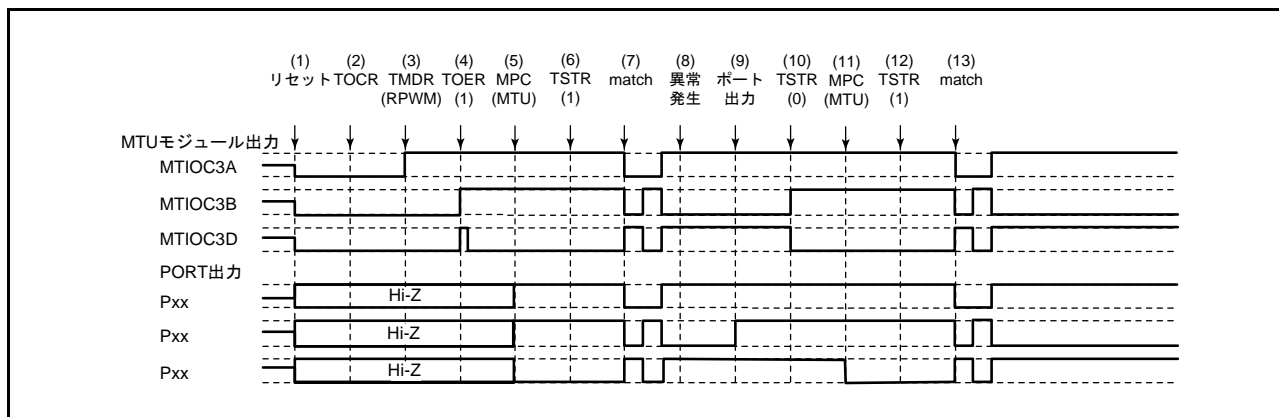 (1) (2) (3) (4) (5) (6) (7) (8) (9) (10) (11) (12) (13)
リセット TOCR TMDR TOER MPC TSTR match 異常 ポート TSTR MPC TSTR match
(RPWM) (1) (MTU) (1) 発生 出力 (0) (MTU) (1)
MTUモジュール出力
MTIOC3A
MTIOC3B
MTIOC3D
PORT出力
Pxx Hi-Z
Pxx Hi-Z
Pxx Hi-Z